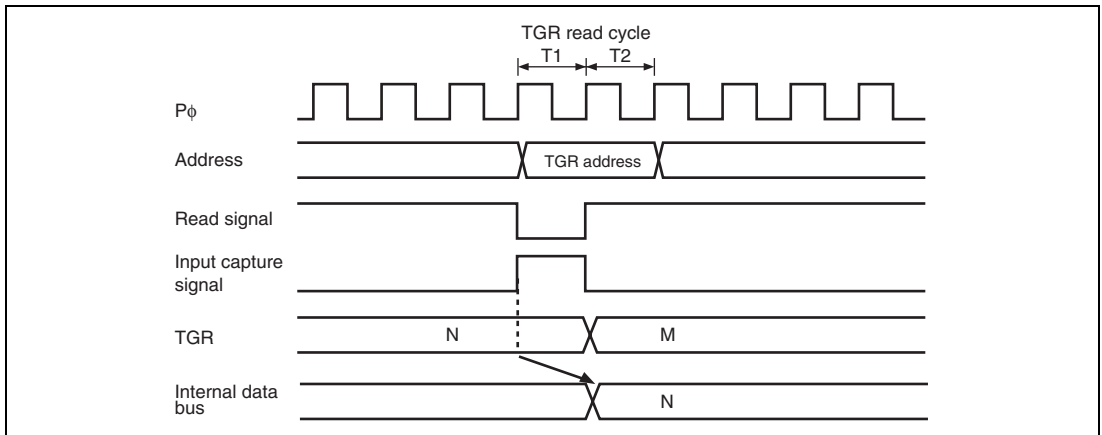 TGR read cycle
T1 T2
Pϕ
Address
TGR address
Read signal
Input capture
signal
TGR
N M
Internal data
bus
N